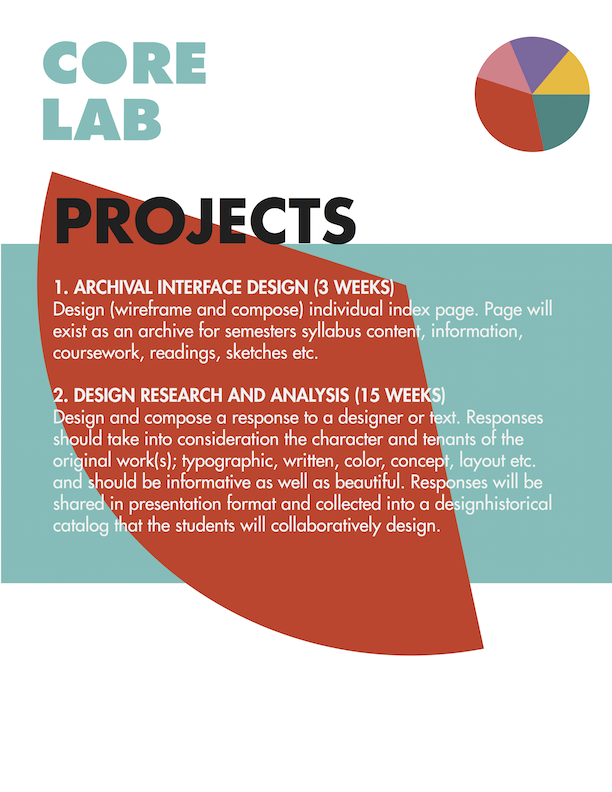 CORE
LAB
PROJECTS
1. ARCHIVAL INTERFACE DESIGN (3 WEEKS)
Design (wireframe and compose) individual index page. Page will
exist as an archive for semesters syllabus content, information,
coursework, readings, sketches etc.
2. DESIGN RESEARCH AND ANALYSIS (15 WEEKS)
Design and compose a response to a designer or text. Responses
should take into consideration the character and tenants of the
original work(s); typographic, written, color, concept, layout etc.
and should be informative as well as beautiful. Responses will be
shared in presentation format and collected into a designhistorical
catalog that the students will collaboratively design.